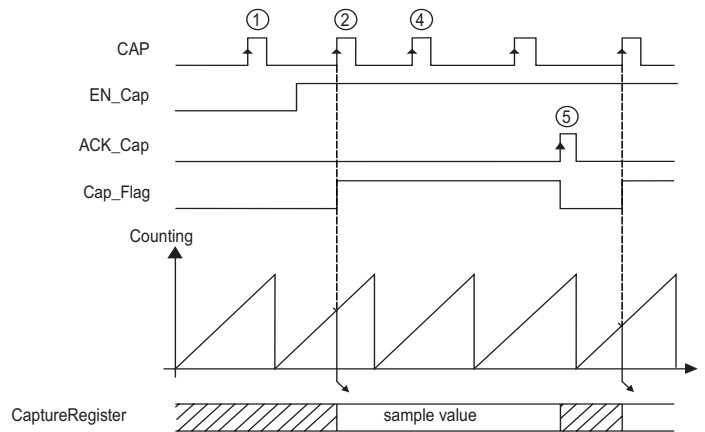 ① ② ④
CAP
EN_Cap
⑤
ACK_Cap
Cap_Flag
Counting
CaptureRegister sample value